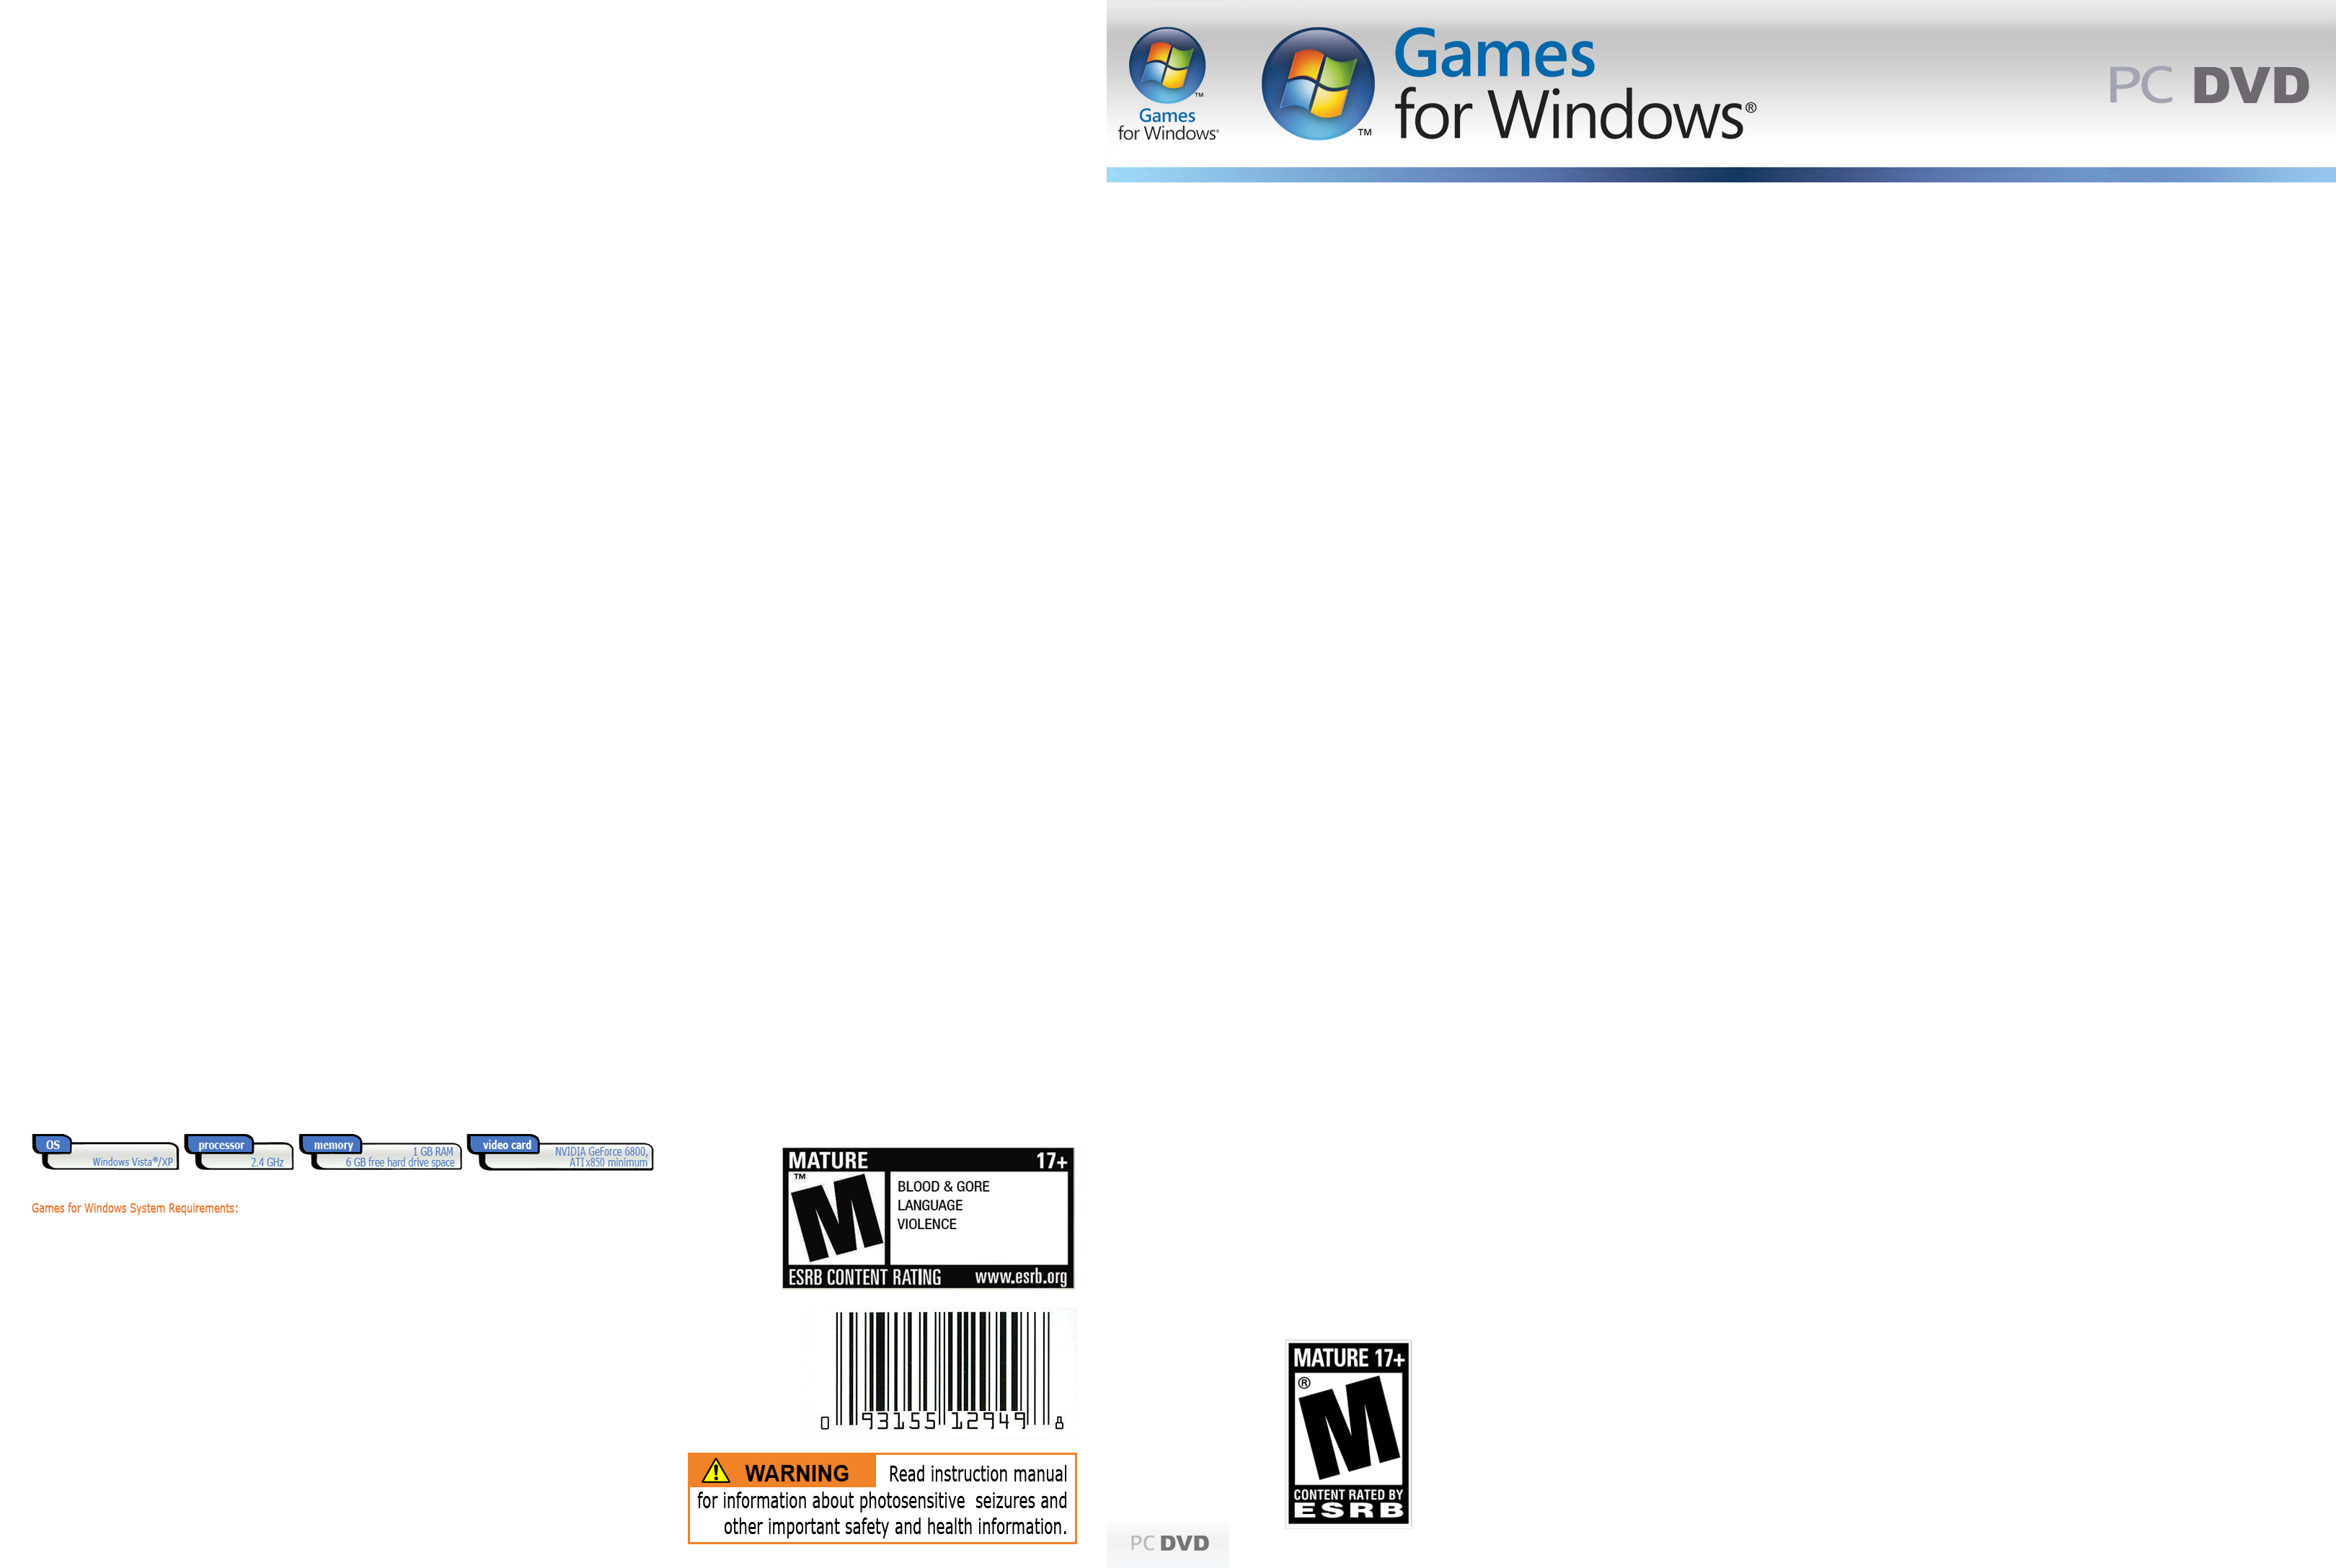 OS
Windows Vista®/XP
processor
2.4 GHz
memory
1 GB RAM
6 GB free hard drive space
video card
NVIDIA GeForce 6800,
ATI x850 minimum
Games for Windows System Requirements:
MATURE 17+
™
M
BLOOD & GORE
LANGUAGE
VIOLENCE
ESRB CONTENT RATING www.esrb.org
0 93155 12949 8
WARNING Read instruction manual
for information about photosensitive seizures and
other important safety and health information.
™
Games
for Windows®
PC DVD
™
Games
for Windows®
PC DVD
MATURE 17+
®
M
CONTENT RATED BY
ESRB